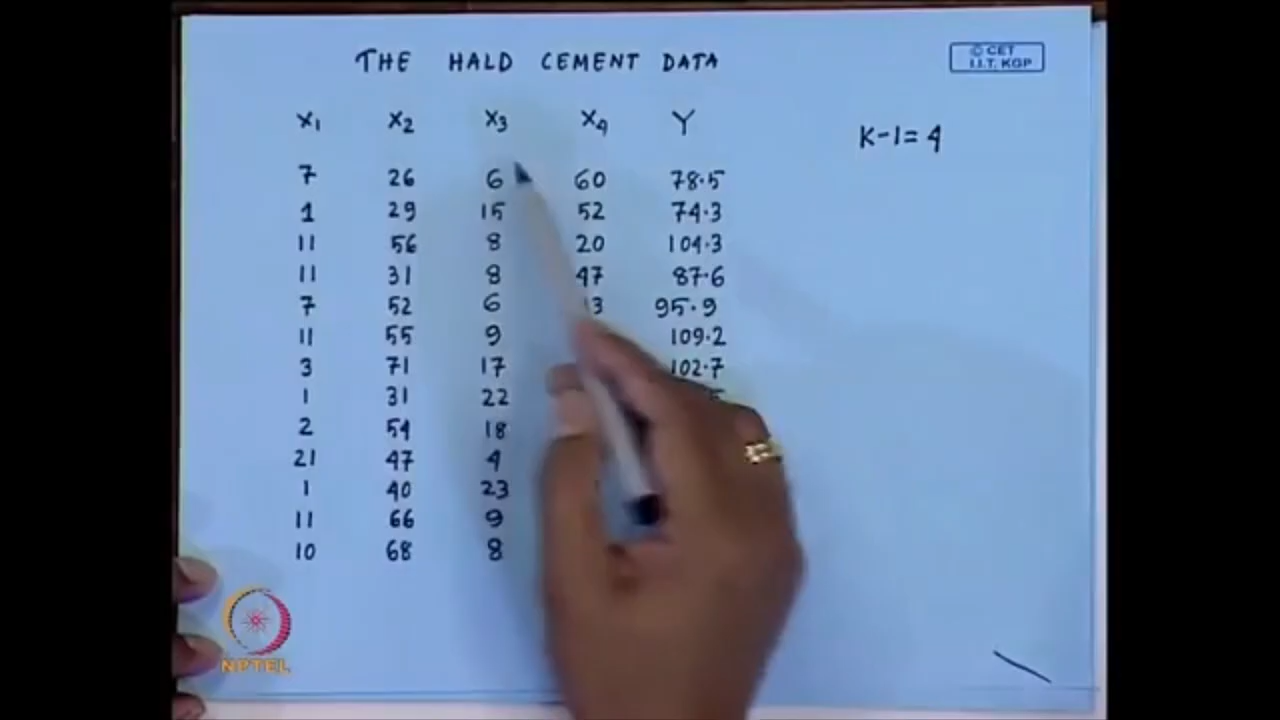 THE HALD CEMENT DATA
© CET
I.I.T. KGP
X1 X2 X3 X4 Y
K-1=4
7 26 6 60 78.5
1 29 15 52 74.3
11 56 8 20 104.3
11 31 8 47 87.6
7 52 6 95.9
11 55 9 109.2
3 71 17 102.7
1 31 22
2 54 18
21 47 4
1 40 23
11 66 9
10 68 8
NPTEL